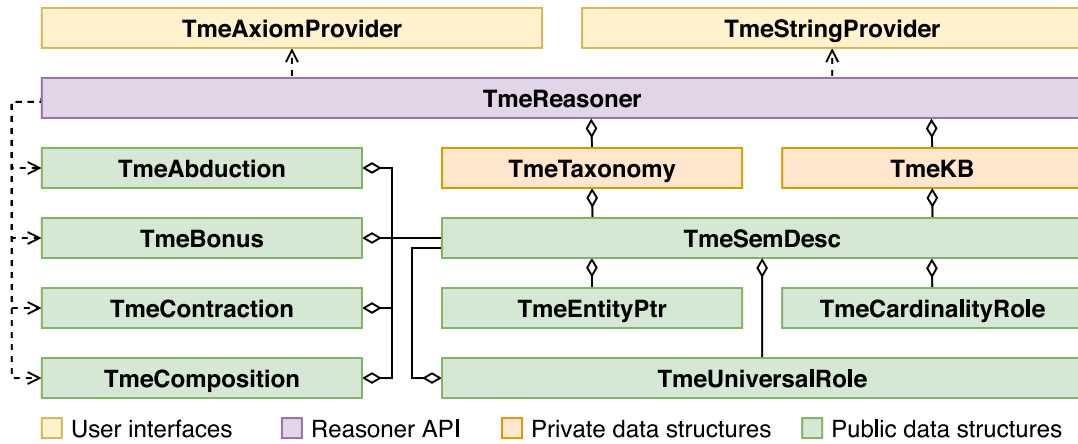 TmeAxiomProvider
TmeStringProvider
TmeReasoner
TmeAbduction
TmeTaxonomy
TmeKB
TmeBonus
TmeSemDesc
TmeContraction
TmeEntityPtr
TmeCardinalityRole
TmeComposition
TmeUniversalRole
User interfaces
Reasoner API
Private data structures
Public data structures